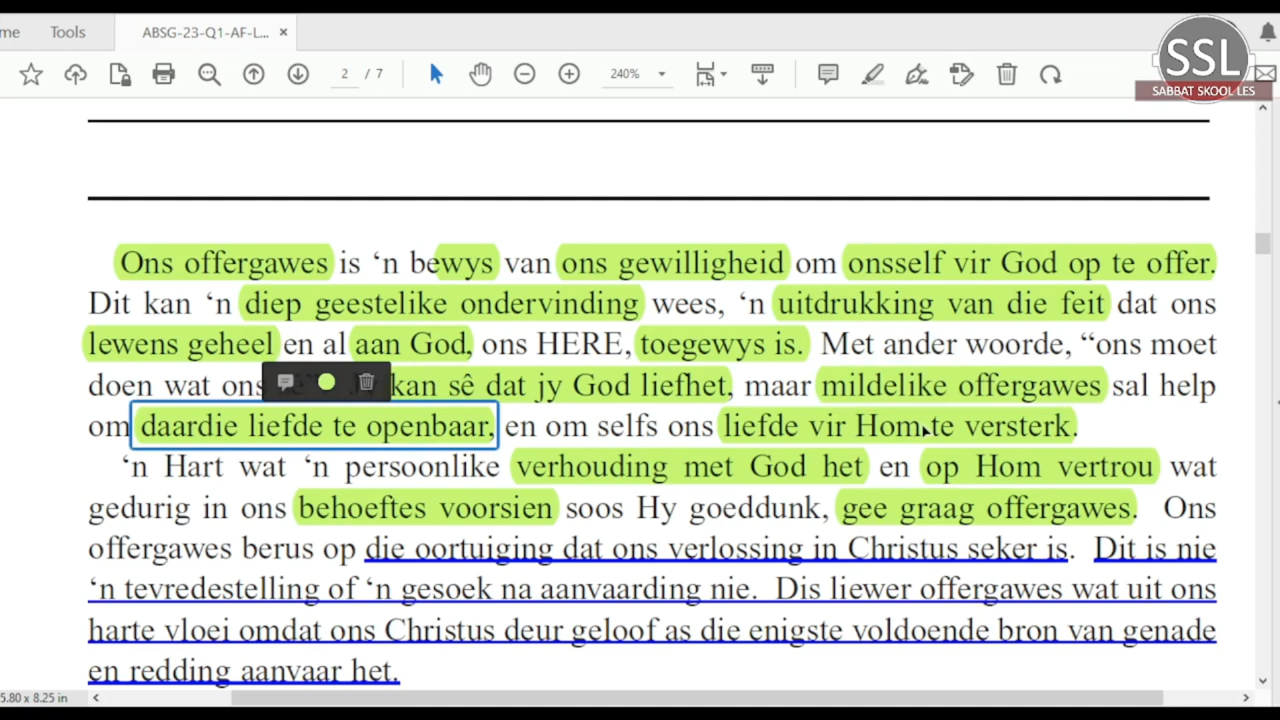 me Tools ABSG-23-Q1-AF-L... ×
2 / 7 240%
SSL
SABBAT SKOOL LES
Ons offergawes is ‘n bewys van ons gewilligheid om onsself vir God op te offer.
Dit kan ‘n diep geestelike ondervinding wees, ‘n uitdrukking van die feit dat ons
lewens geheel en al aan God, ons HERE, toegewys is. Met ander woorde, “ons moet
doen wat ons kan sê dat jy God liefhet, maar mildelike offergawes sal help
om daardie liefde te openbaar, en om selfs ons liefde vir Hom te versterk.
‘n Hart wat ‘n persoonlike verhouding met God het en op Hom vertrou wat
gedurig in ons behoeftes voorsien soos Hy goeddunk, gee graag offergawes. Ons
offergawes berus op die oortuiging dat ons verlossing in Christus seker is. Dit is nie
‘n tevredestelling of ‘n gesoek na aanvaarding nie. Dis liewer offergawes wat uit ons
harte vloei omdat ons Christus deur geloof as die enigste voldoende bron van genade
en redding aanvaar het.
5.80 x 8.25 in